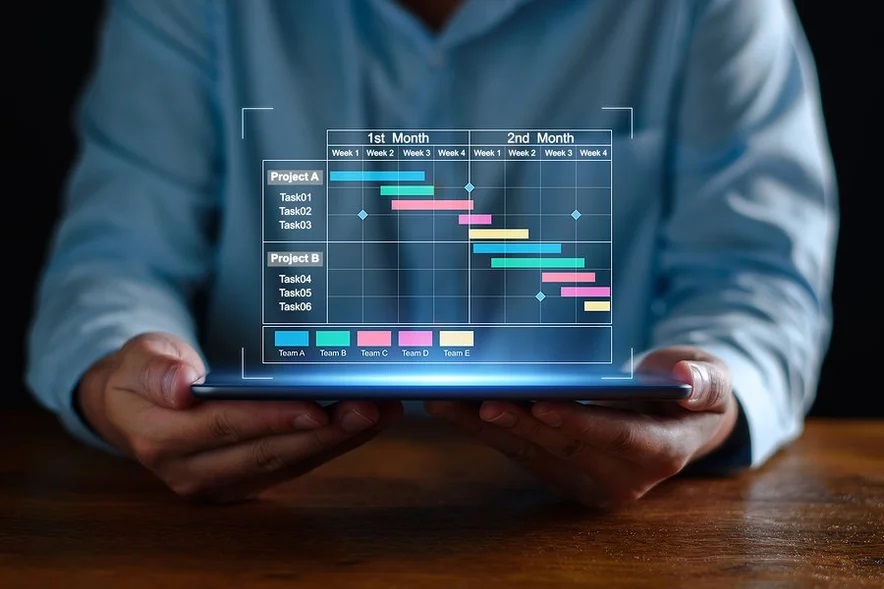 1st Month 2nd Month
Week 1 Week 2 Week 3 Week 4 Week 1 Week 2 Week 3 Week 4
Project A
Task01
Task02
Task03
Project B
Task04
Task05
Task06
Team A Team B Team C Team D Team E